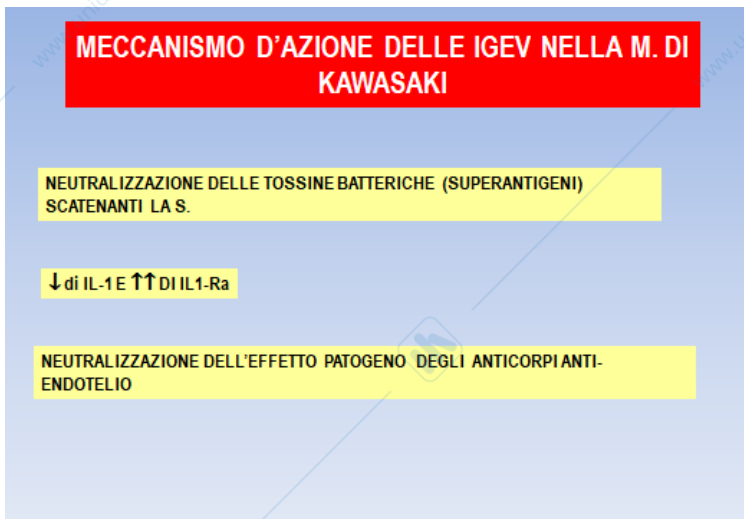 MECCANISMO D'AZIONE DELLE IGEV NELLA M. DI
KAWASAKI
NEUTRALIZZAZIONE DELLE TOSSINE BATTERICHE (SUPERANTIGENI)
SCATENANTI LA S.
↓di IL-1 E ↑↑ DI IL1-Ra
NEUTRALIZZAZIONE DELL'EFFETTO PATOGENO DEGLI ANTICORPI ANTI-
ENDOTELIO